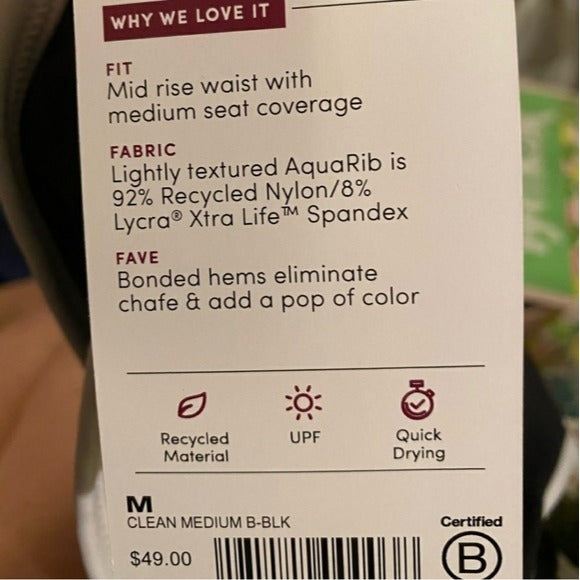 WHY WE LOVE IT
FIT
Mid rise waist with
medium seat coverage
FABRIC
Lightly textured AquaRib is
92% Recycled Nylon/8%
Lycra® Xtra Life™ Spandex
FAVE
Bonded hems eliminate
chafe & add a pop of color
Recycled
Material
UPF
Quick
Drying
M
CLEAN MEDIUM B-BLK
$49.00
Certified
B